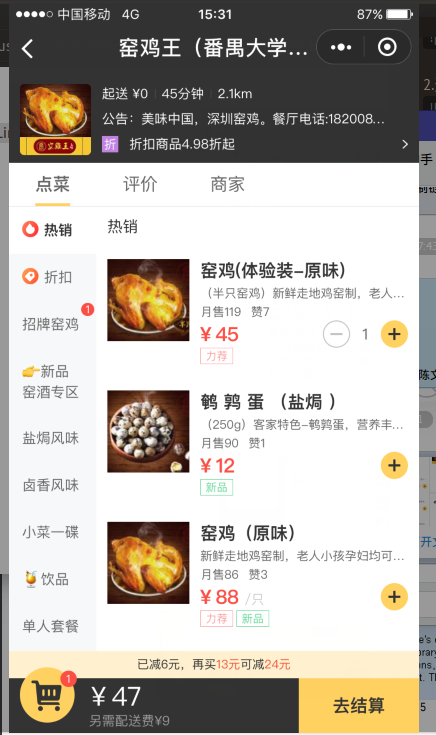 中国移动 4G 15:31 87%
窑鸡王（番禺大学...
起送 ¥0 45分钟 2.1km
公告：美味中国，深圳窑鸡。餐厅电话:182008...
折 折扣商品4.98折起
点菜 评价 商家
热销
折扣
招牌窑鸡 1
新品
窑酒专区
盐焗风味
卤香风味
小菜一碟
饮品
单人套餐
热销
窑鸡(体验装-原味)
（半只窑鸡）新鲜走地鸡窑制，老人...
月售119 赞7
¥45 1
力荐
鹌 鹑 蛋 （盐焗 ）
（250g）客家特色-鹌鹑蛋，营养丰...
月售90 赞1
¥12
新品
窑鸡（原味）
新鲜走地鸡窑制，老人小孩孕妇均可...
月售86 赞3
¥88 /只
力荐 新品
已减6元，再买13元可减24元
1
¥47
另需配送费¥9
去结算